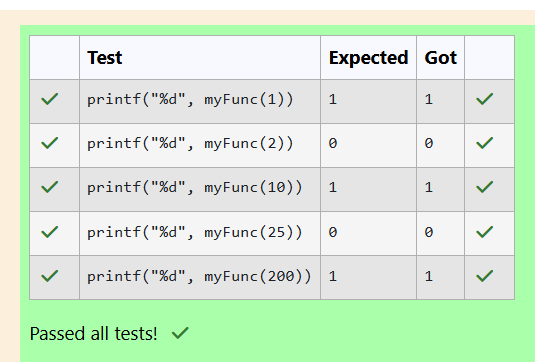 Test Expected Got
printf("%d", myFunc(1)) 1 1
printf("%d", myFunc(2)) 0 0
printf("%d", myFunc(10)) 1 1
printf("%d", myFunc(25)) 0 0
printf("%d", myFunc(200)) 1 1
Passed all tests!